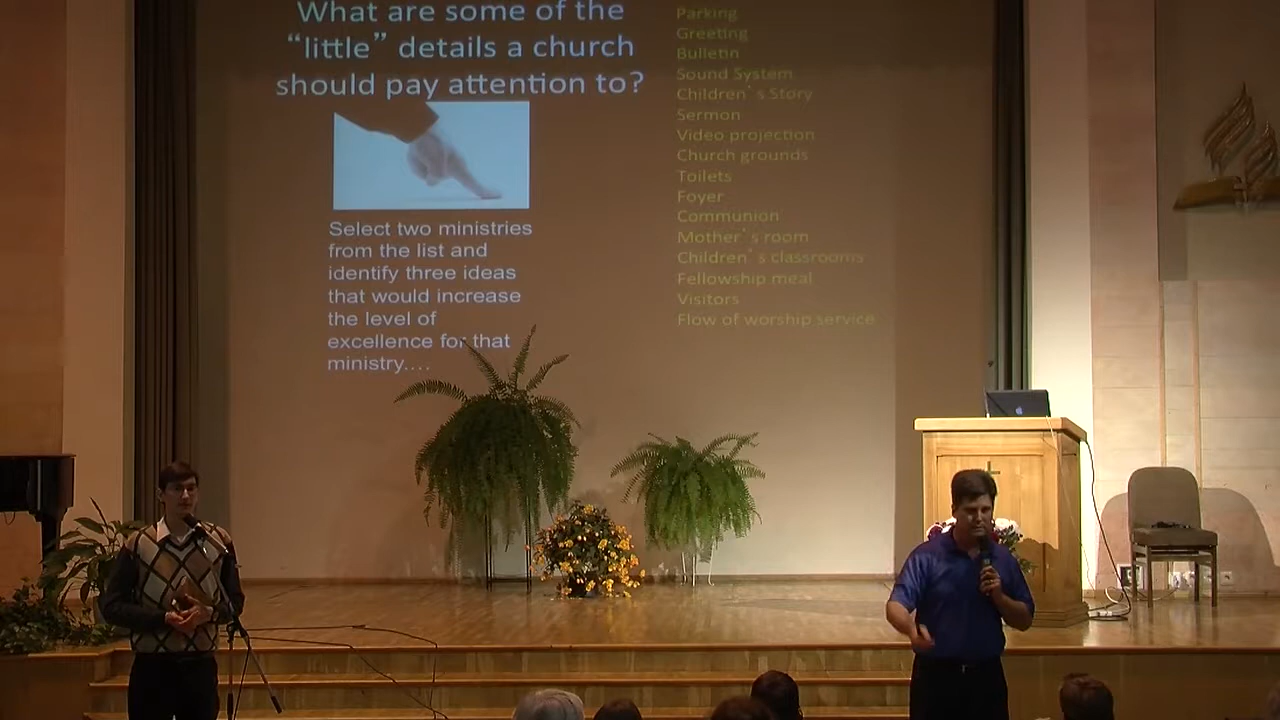 What are some of the
“little” details a church
should pay attention to?
Select two ministries
from the list and
identify three ideas
that would increase
the level of
excellence for that
ministry....
Parking
Greeting
Bulletin
Sound System
Children's Story
Sermon
Video projection
Church grounds
Toilets
Foyer
Communion
Mother's room
Children's classrooms
Fellowship meal
Visitors
Flow of worship service